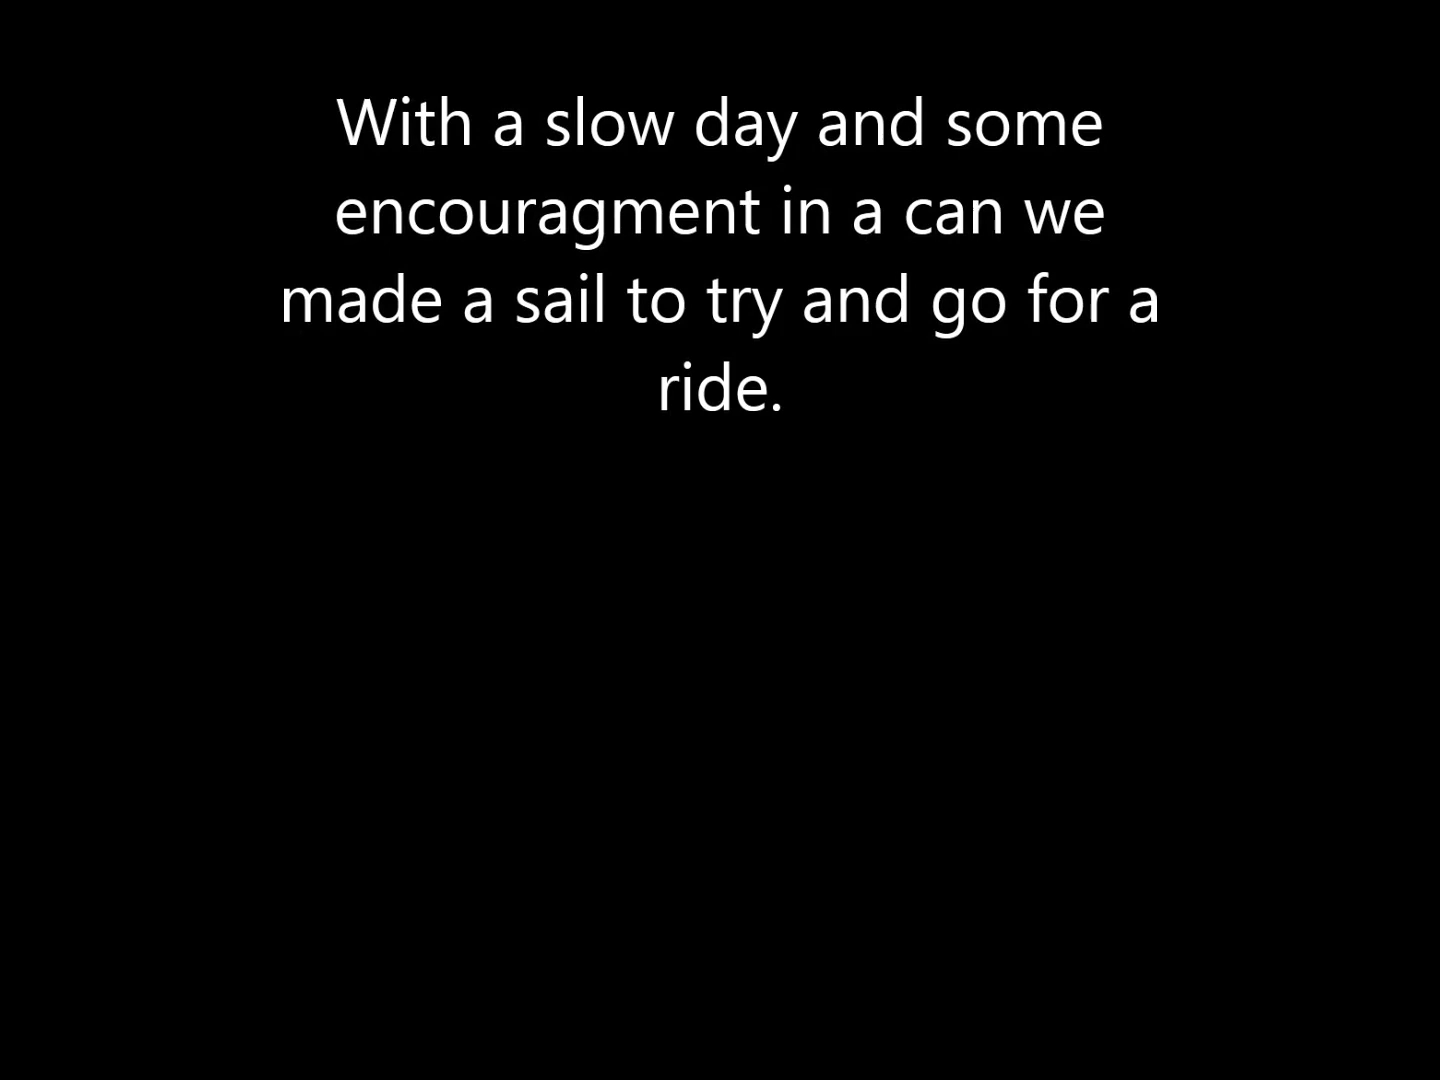 With a slow day and some
encouragment in a can we
made a sail to try and go for a
ride.